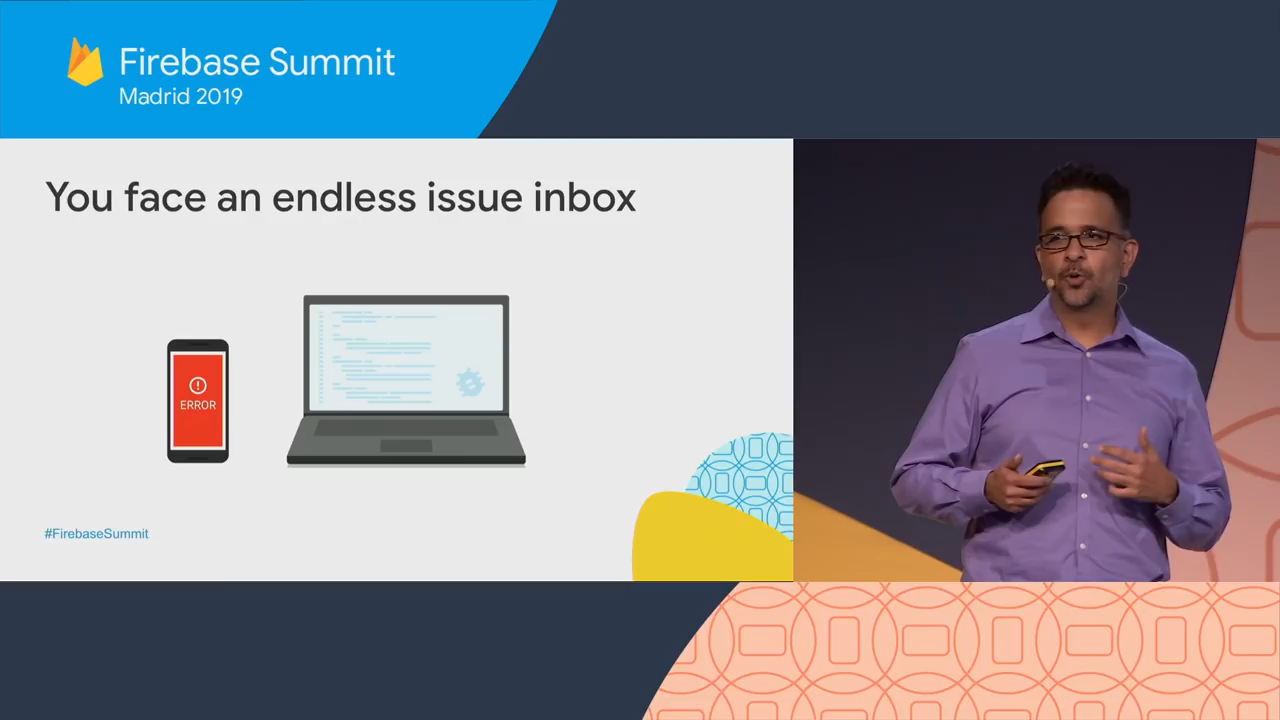 Firebase Summit
Madrid 2019
You face an endless issue inbox
ERROR
#FirebaseSummit